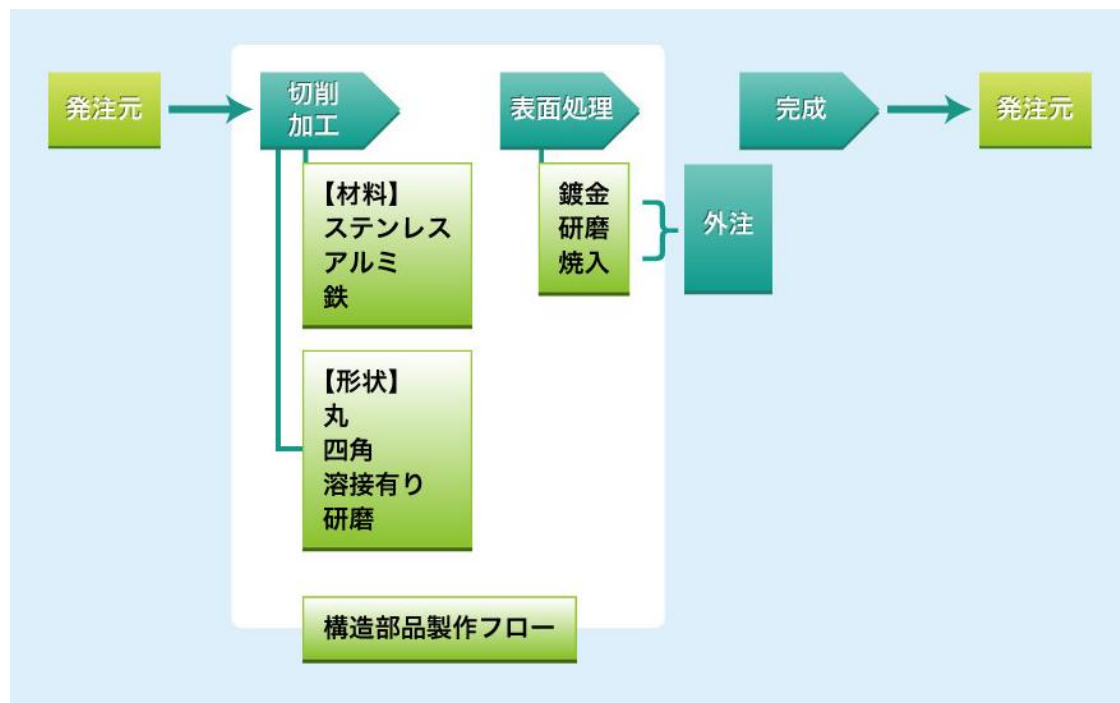 発注元
切削
加工
表面処理
完成
発注元
【材料】
ステンレス
アルミ
鉄
鍍金
研磨
焼入
外注
【形状】
丸
四角
溶接有り
研磨
構造部品製作フロー